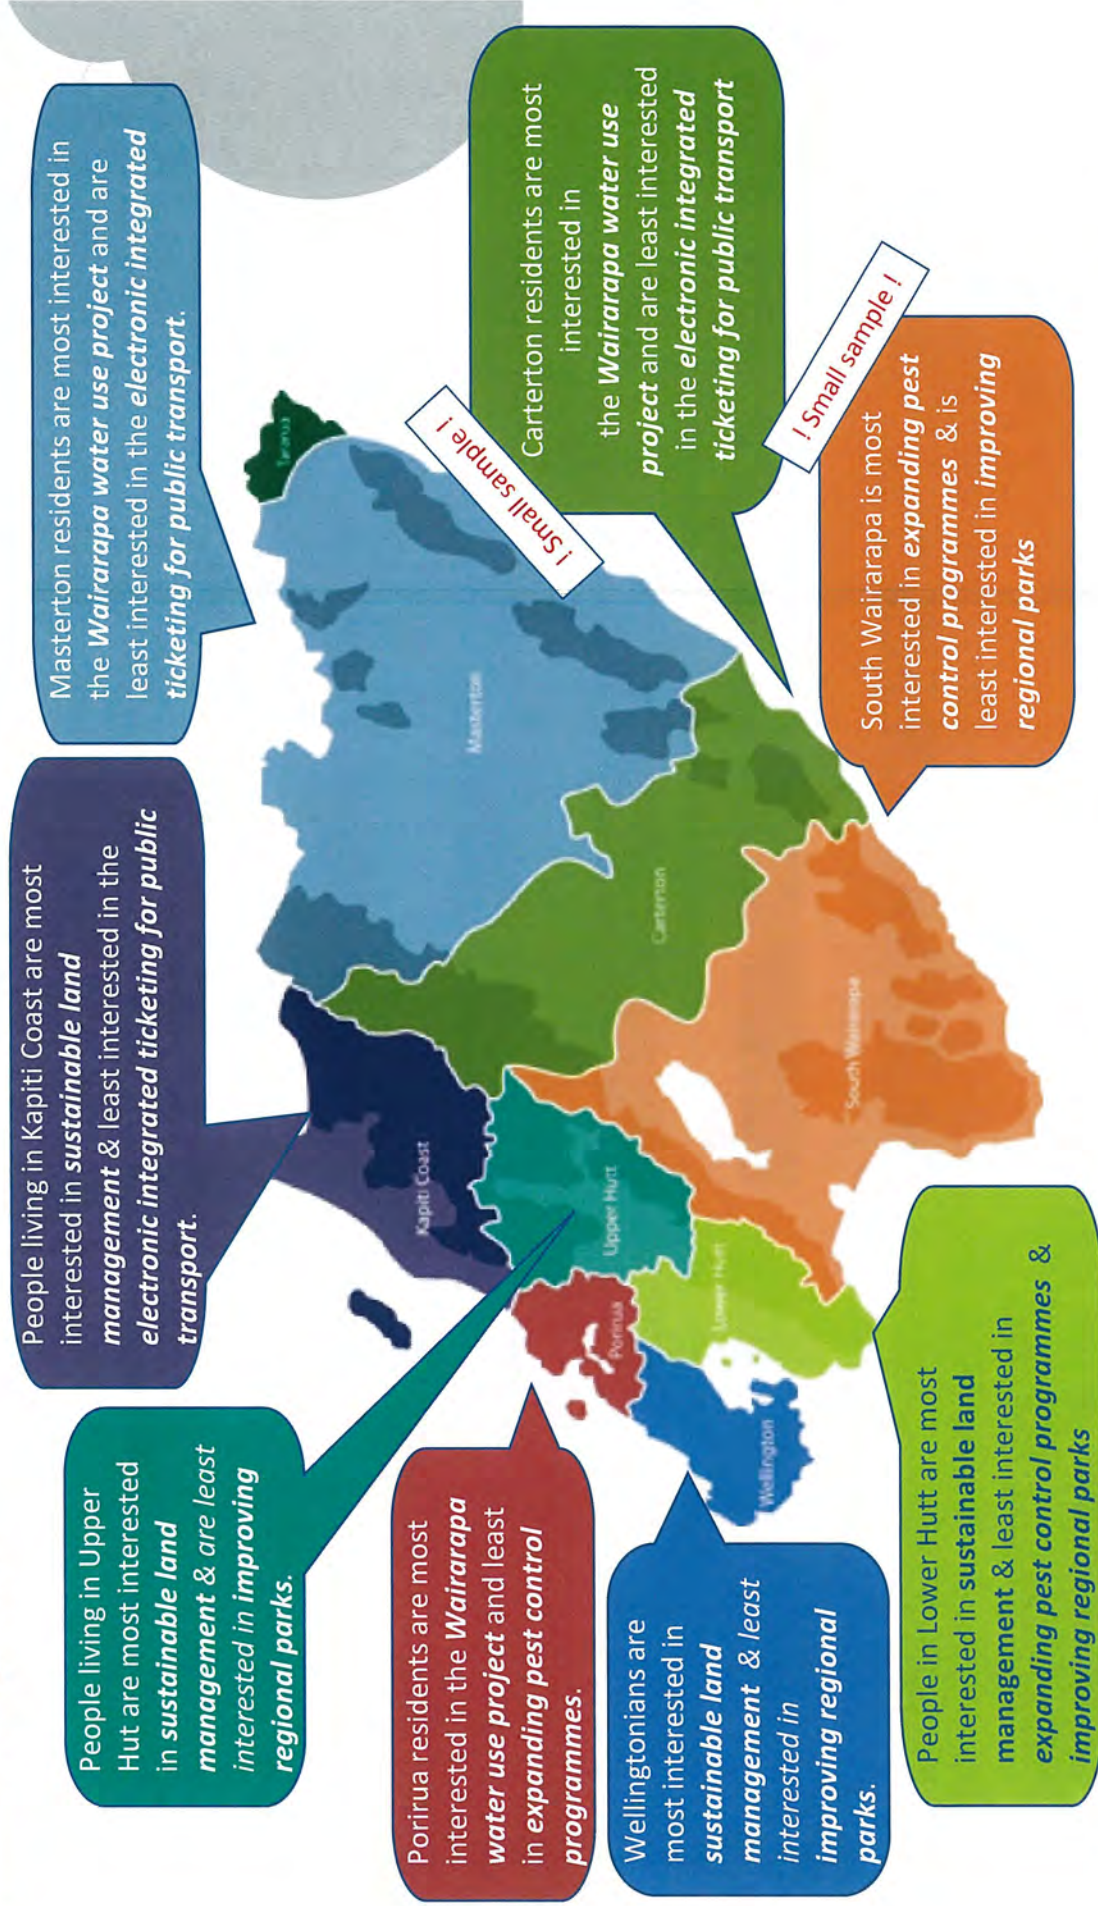 People living in Upper
Hut are most interested
in sustainable land
management & are least
interested in improving
regional parks.
People living in Kapiti Coast are most
interested in sustainable land
management & least interested in the
electronic integrated ticketing for public
transport.
Masterton residents are most interested in
the Wairarapa water use project and are
least interested in the electronic integrated
ticketing for public transport.
Porirua residents are most
interested in the Wairarapa
water use project and least
in expanding pest control
programmes.
Wellingtonians are
most interested in
sustainable land
management & least
interested in
improving regional
parks.
People in Lower Hutt are most
interested in sustainable land
management & least interested in
expanding pest control programmes &
improving regional parks
Carterton residents are most
interested in
the Wairarapa water use
project and are least interested
in the electronic integrated
ticketing for public transport
! Small sample !
South Wairarapa is most
interested in expanding pest
control programmes & is
least interested in improving
regional parks
! Small sample !
Tararua
Masterton
Kapiti Coast
Carterton
Upper Hutt
Porirua
Lower Hutt
Wellington
South Wairarapa